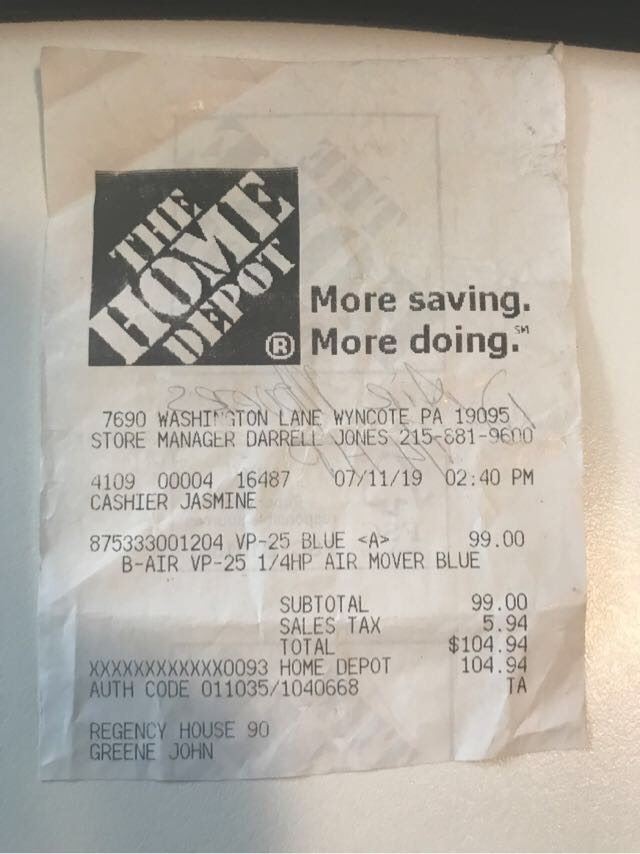 THE
HOME
DEPOT
®
More saving.
More doing.℠
7690 WASHINGTON LANE WYNCOTE PA 19095
STORE MANAGER DARRELL JONES 215-681-9600
4109 00004 16487 07/11/19 02:40 PM
CASHIER JASMINE
875333001204 VP-25 BLUE <A> 99.00
B-AIR VP-25 1/4HP AIR MOVER BLUE
SUBTOTAL 99.00
SALES TAX 5.94
TOTAL $104.94
XXXXXXXXXXXX0093 HOME DEPOT 104.94
AUTH CODE 011035/1040668 TA
REGENCY HOUSE 90
GREENE JOHN